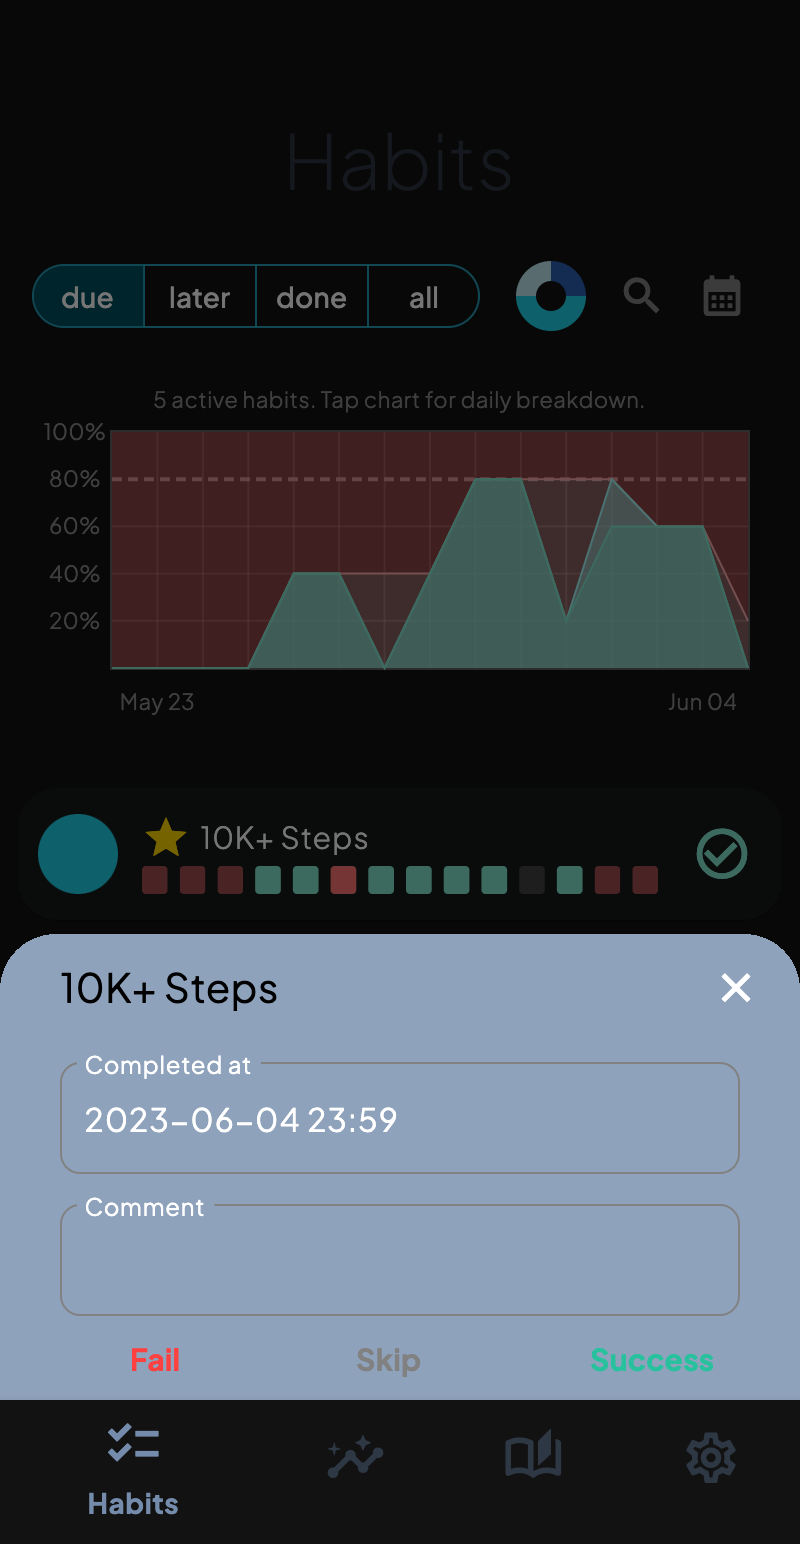 Habits
due later done all
5 active habits. Tap chart for daily breakdown.
100%
80%
60%
40%
20%
May 23 Jun 04
10K+ Steps
10K+ Steps
Completed at
2023-06-04 23:59
Comment
Fail Skip Success
Habits